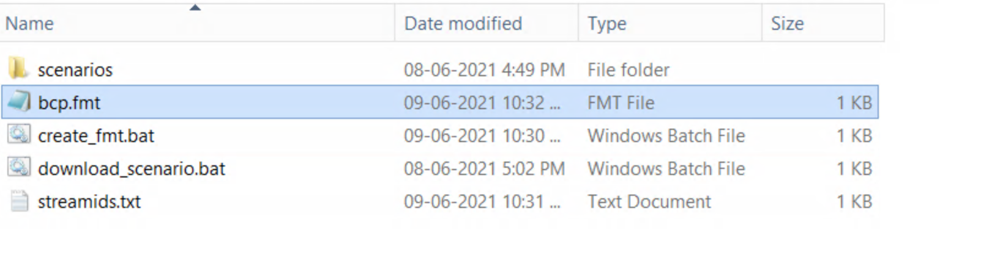 Name Date modified Type Size
scenarios 08-06-2021 4:49 PM File folder
bcp.fmt 09-06-2021 10:32 ... FMT File 1 KB
create_fmt.bat 09-06-2021 10:30 ... Windows Batch File 1 KB
download_scenario.bat 08-06-2021 5:02 PM Windows Batch File 1 KB
streamids.txt 09-06-2021 10:31 ... Text Document 1 KB